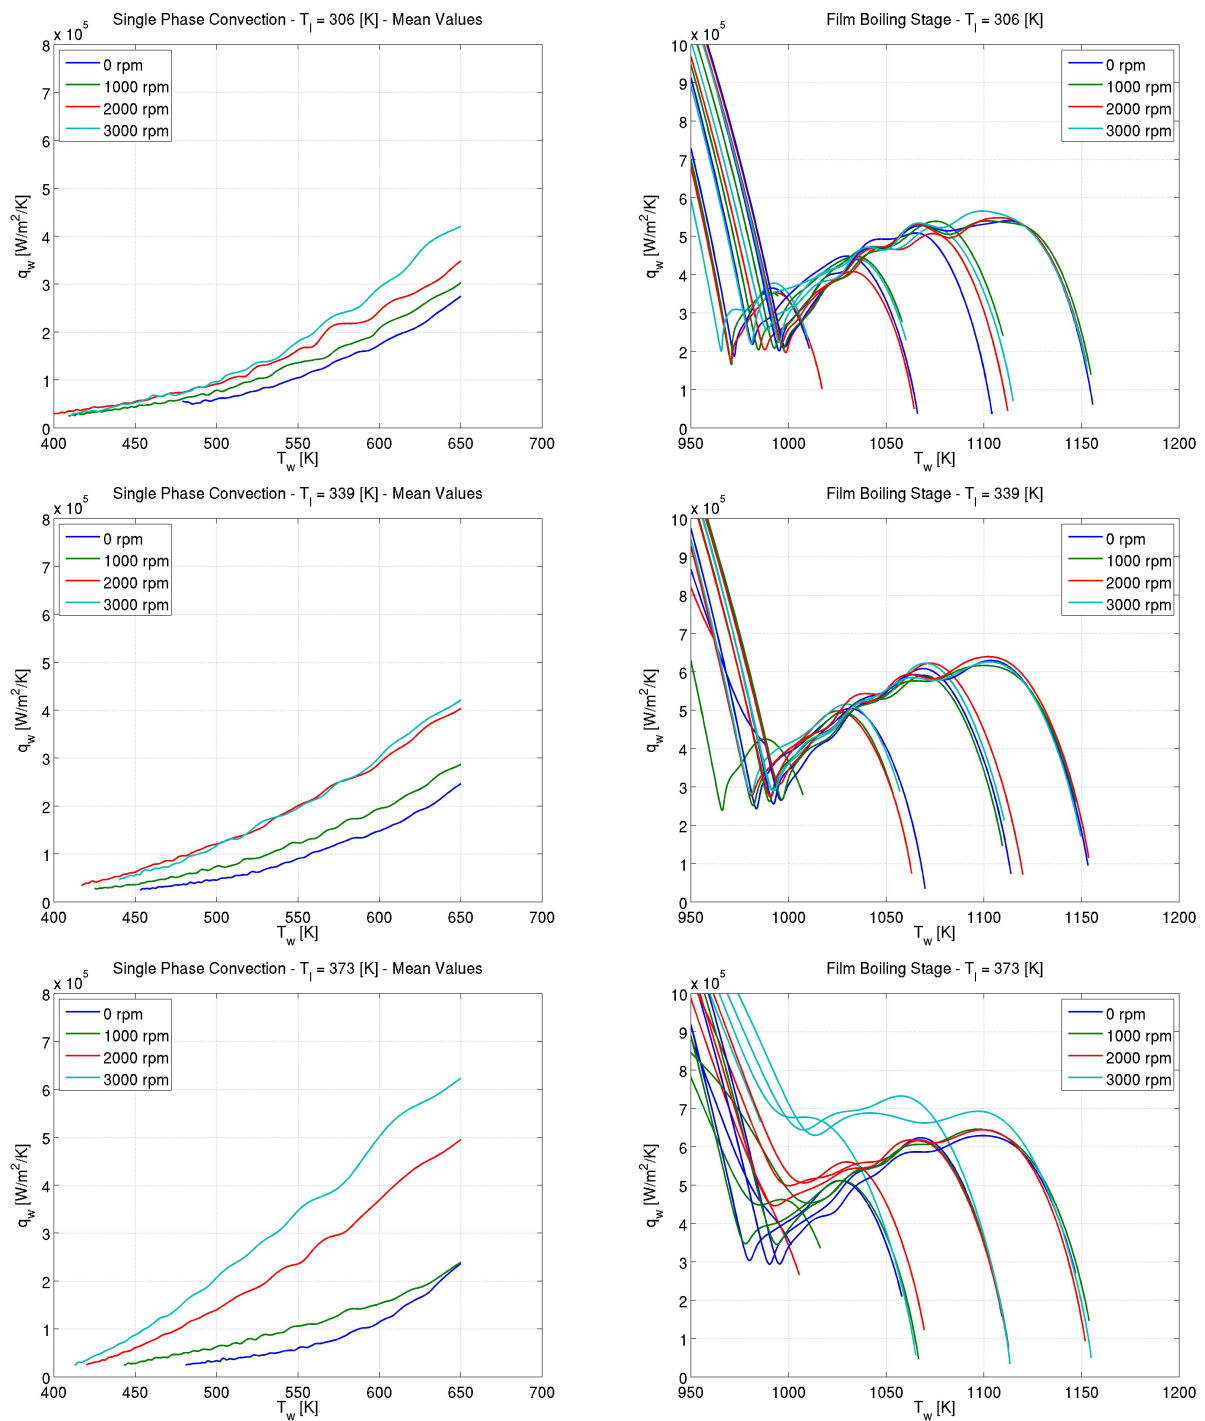 Single Phase Convection - T_l = 306 [K] - Mean Values
x 10^5
8
7
6
5
4
3
2
1
0
q_w [W/m^2/K]
0 rpm
1000 rpm
2000 rpm
3000 rpm
400 450 500 550 600 650 700
T_w [K]
Film Boiling Stage - T_l = 306 [K]
x 10^5
10
9
8
7
6
5
4
3
2
1
0
q_w [W/m^2/K]
0 rpm
1000 rpm
2000 rpm
3000 rpm
950 1000 1050 1100 1150 1200
T_w [K]
Single Phase Convection - T_l = 339 [K] - Mean Values
x 10^5
8
7
6
5
4
3
2
1
0
q_w [W/m^2/K]
0 rpm
1000 rpm
2000 rpm
3000 rpm
400 450 500 550 600 650 700
T_w [K]
Film Boiling Stage - T_l = 339 [K]
x 10^5
10
9
8
7
6
5
4
3
2
1
0
q_w [W/m^2/K]
0 rpm
1000 rpm
2000 rpm
3000 rpm
950 1000 1050 1100 1150 1200
T_w [K]
Single Phase Convection - T_l = 373 [K] - Mean Values
x 10^5
8
7
6
5
4
3
2
1
0
q_w [W/m^2/K]
0 rpm
1000 rpm
2000 rpm
3000 rpm
400 450 500 550 600 650 700
T_w [K]
Film Boiling Stage - T_l = 373 [K]
x 10^5
10
9
8
7
6
5
4
3
2
1
0
q_w [W/m^2/K]
0 rpm
1000 rpm
2000 rpm
3000 rpm
950 1000 1050 1100 1150 1200
T_w [K]